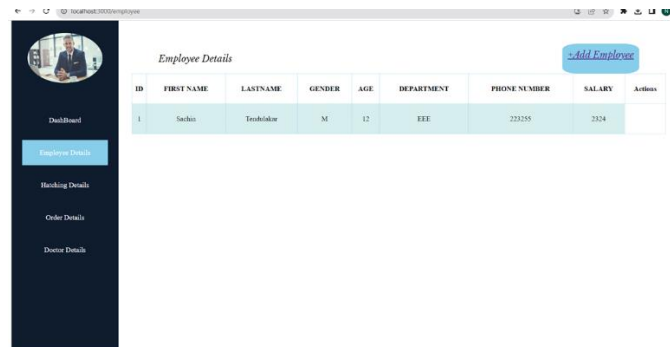 localhost:3000/employee
Employee Details
+Add Employee
ID FIRST NAME LASTNAME GENDER AGE DEPARTMENT PHONE NUMBER SALARY Actions
1 Sachin Tendulakar M 12 EEE 223255 2324
DashBoard
Employee Details
Hatching Details
Order Details
Doctor Details